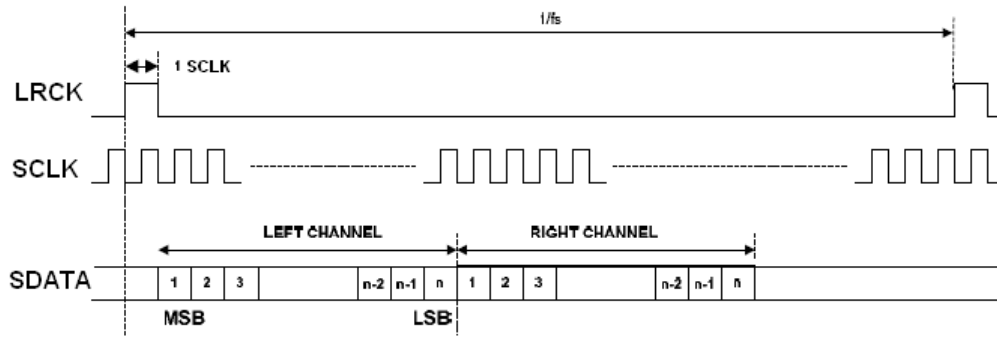 1/fs
1 SCLK
LRCK
SCLK
LEFT CHANNEL RIGHT CHANNEL
SDATA 1 2 3 n-2 n-1 n 1 2 3 n-2 n-1 n
MSB LSB